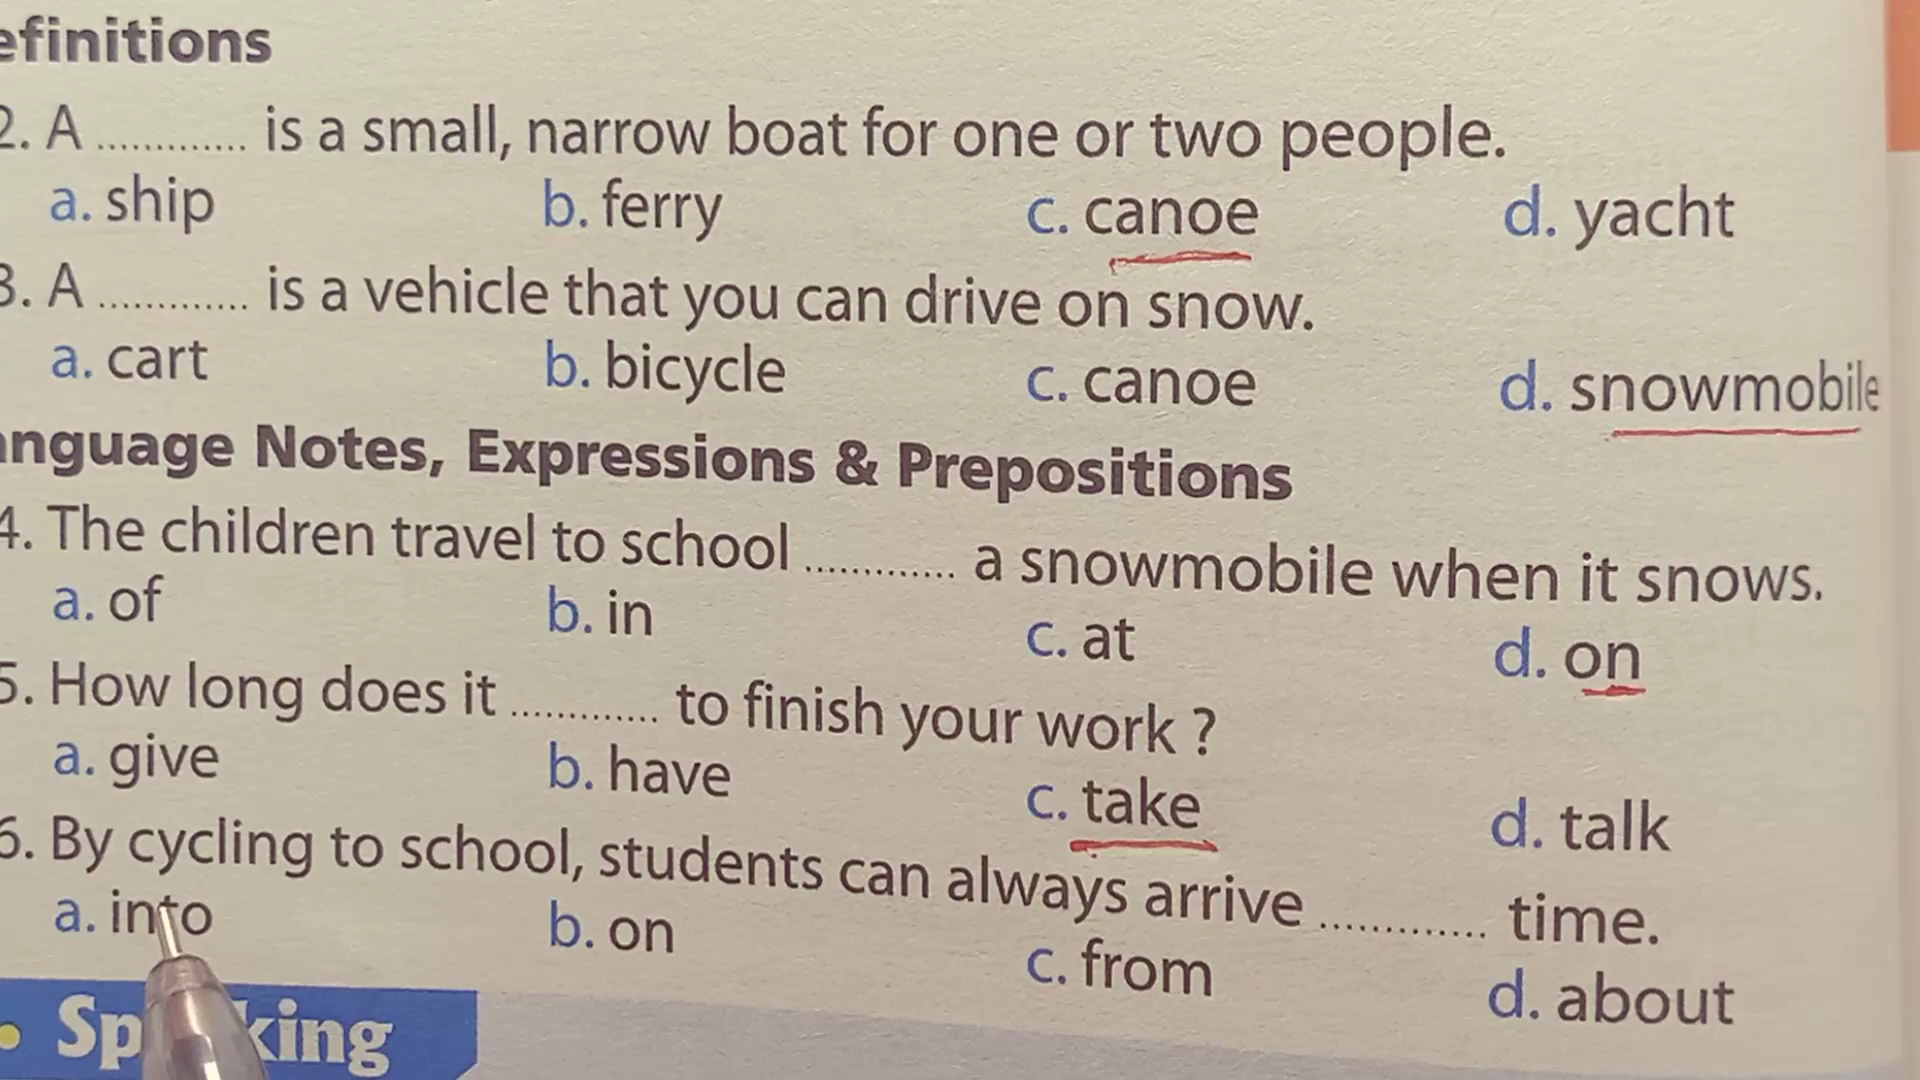 efinitions
2. A ............. is a small, narrow boat for one or two people.
a. ship b. ferry c. canoe d. yacht
3. A ............. is a vehicle that you can drive on snow.
a. cart b. bicycle c. canoe d. snowmobile
anguage Notes, Expressions & Prepositions
4. The children travel to school ............. a snowmobile when it snows.
a. of b. in c. at d. on
5. How long does it ............. to finish your work ?
a. give b. have c. take d. talk
6. By cycling to school, students can always arrive ............. time.
a. into b. on c. from d. about